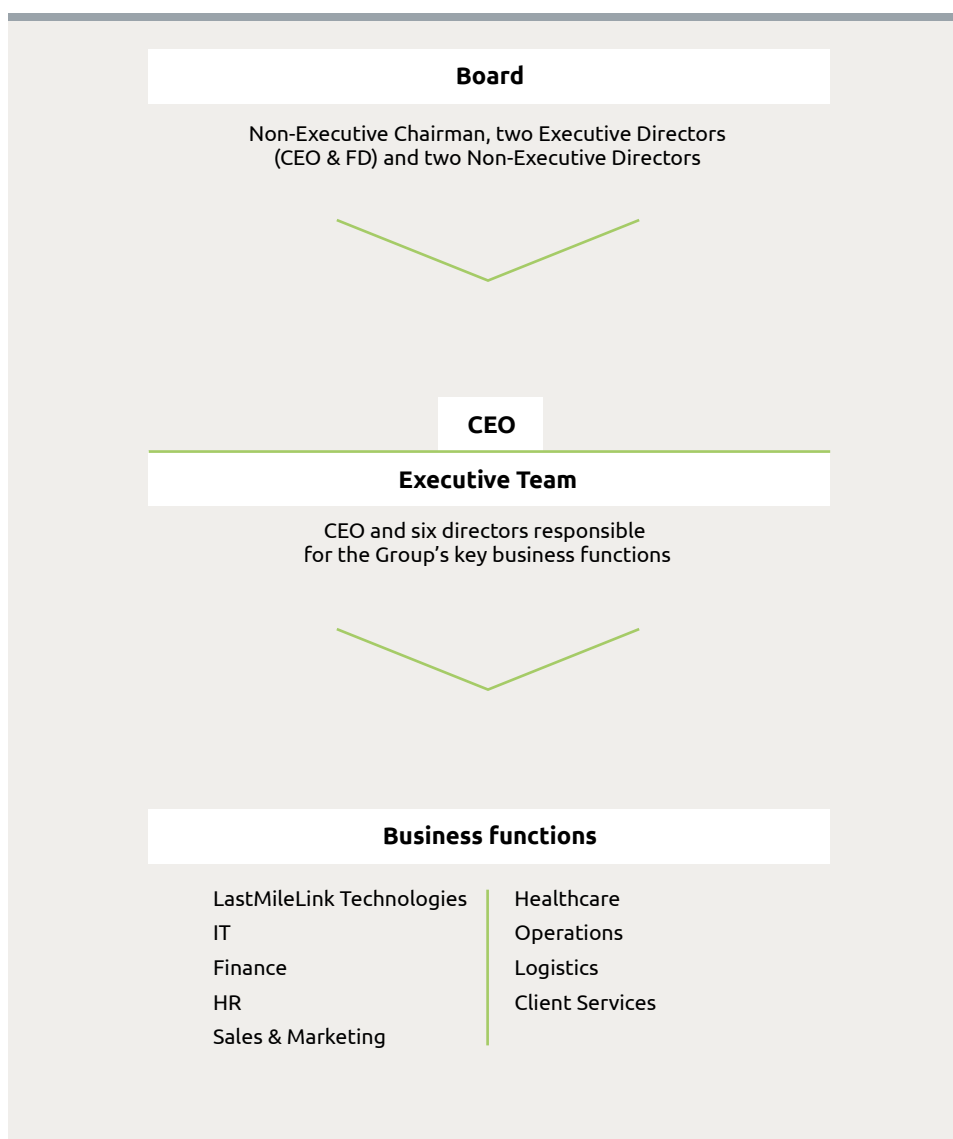 Board
Non-Executive Chairman, two Executive Directors
(CEO & FD) and two Non-Executive Directors
CEO
Executive Team
CEO and six directors responsible
for the Group’s key business functions
Business functions
LastMileLink Technologies
IT
Finance
HR
Sales & Marketing
Healthcare
Operations
Logistics
Client Services